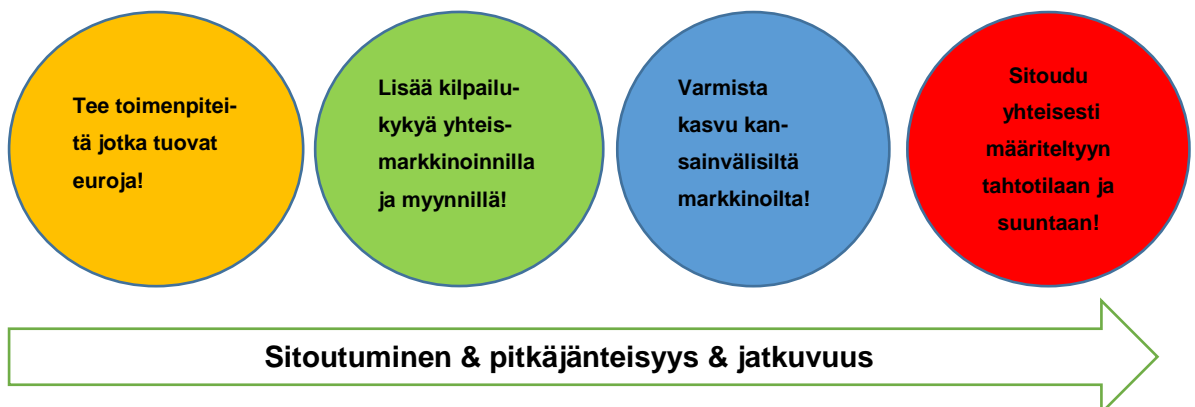 Tee toimenpitei-
tä jotka tuovat
euroja!
Lisää kilpailu-
kykyä yhteis-
markkinoinnilla
ja myynnillä!
Varmista
kasvu kan-
sainvälisiltä
markkinoilta!
Sitoudu
yhteisesti
määriteltyyn
tahtotilaan ja
suuntaan!
Sitoutuminen & pitkäjänteisyys & jatkuvuus